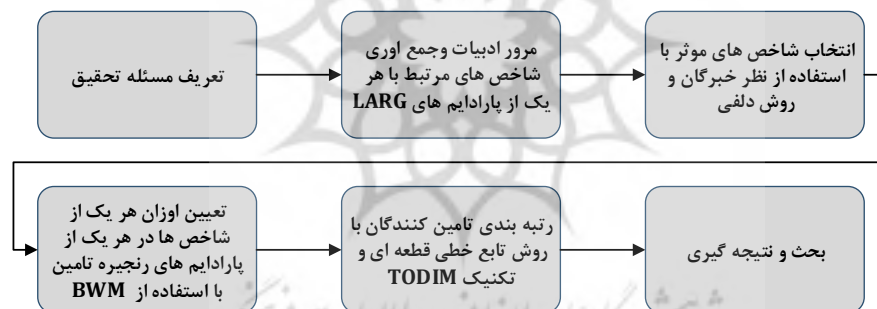 تعریف مسئله تحقیق
مرور ادبیات وجمع اوری
شاخص های مرتبط با هر
یک از پارادایم های LARG
انتخاب شاخص های موثر با
استفاده از نظر خبرگان و
روش دلفی
تعیین اوزان هر یک از
شاخص ها در هر یک از
پارادایم های زنجیره تامین
با استفاده از BWM
رتبه بندی تامین کنندگان با
روش تابع خطی قطعه ای و
تکنیک TODIM
بحث و نتیجه گیری